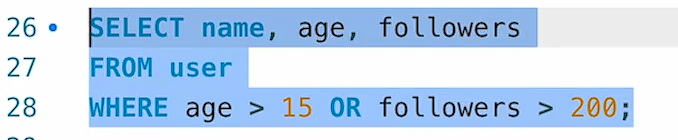 26 SELECT name, age, followers
27 FROM user
28 WHERE age > 15 OR followers > 200;